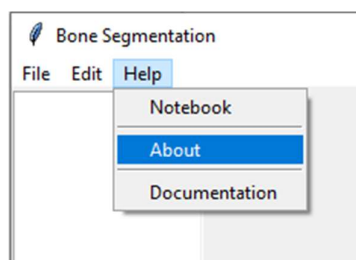 Bone Segmentation
File Edit Help
Notebook
About
Documentation